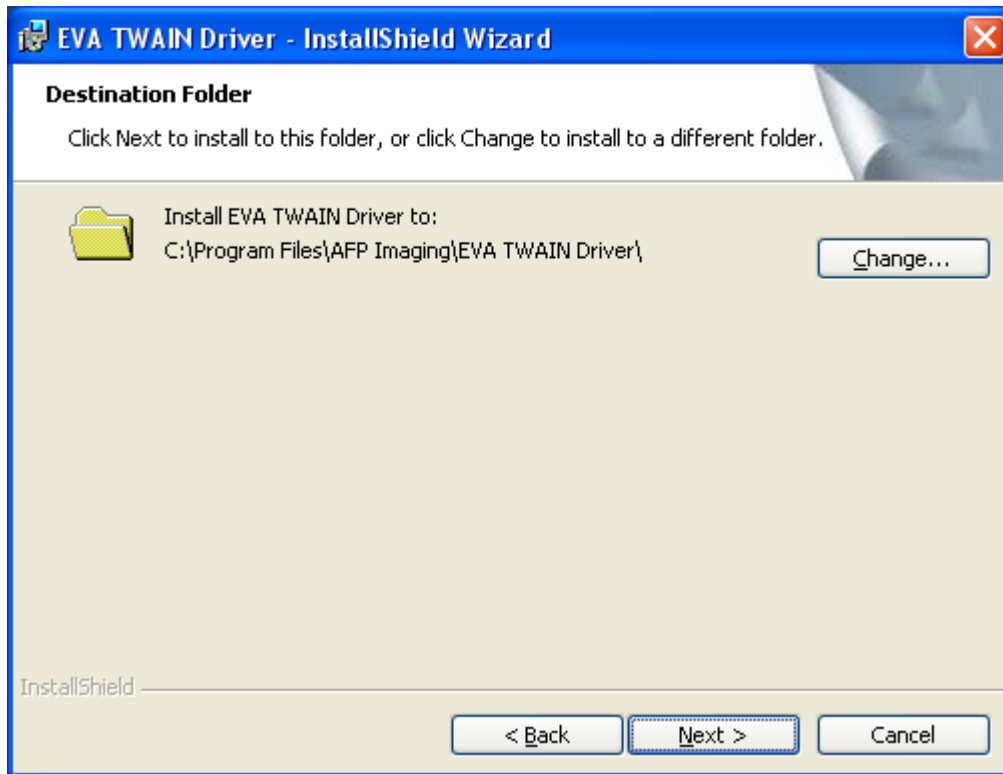 EVA TWAIN Driver - InstallShield Wizard
Destination Folder
Click Next to install to this folder, or click Change to install to a different folder.
Install EVA TWAIN Driver to:
C:\Program Files\AFP Imaging\EVA TWAIN Driver\
Change...
InstallShield
< Back
Next >
Cancel